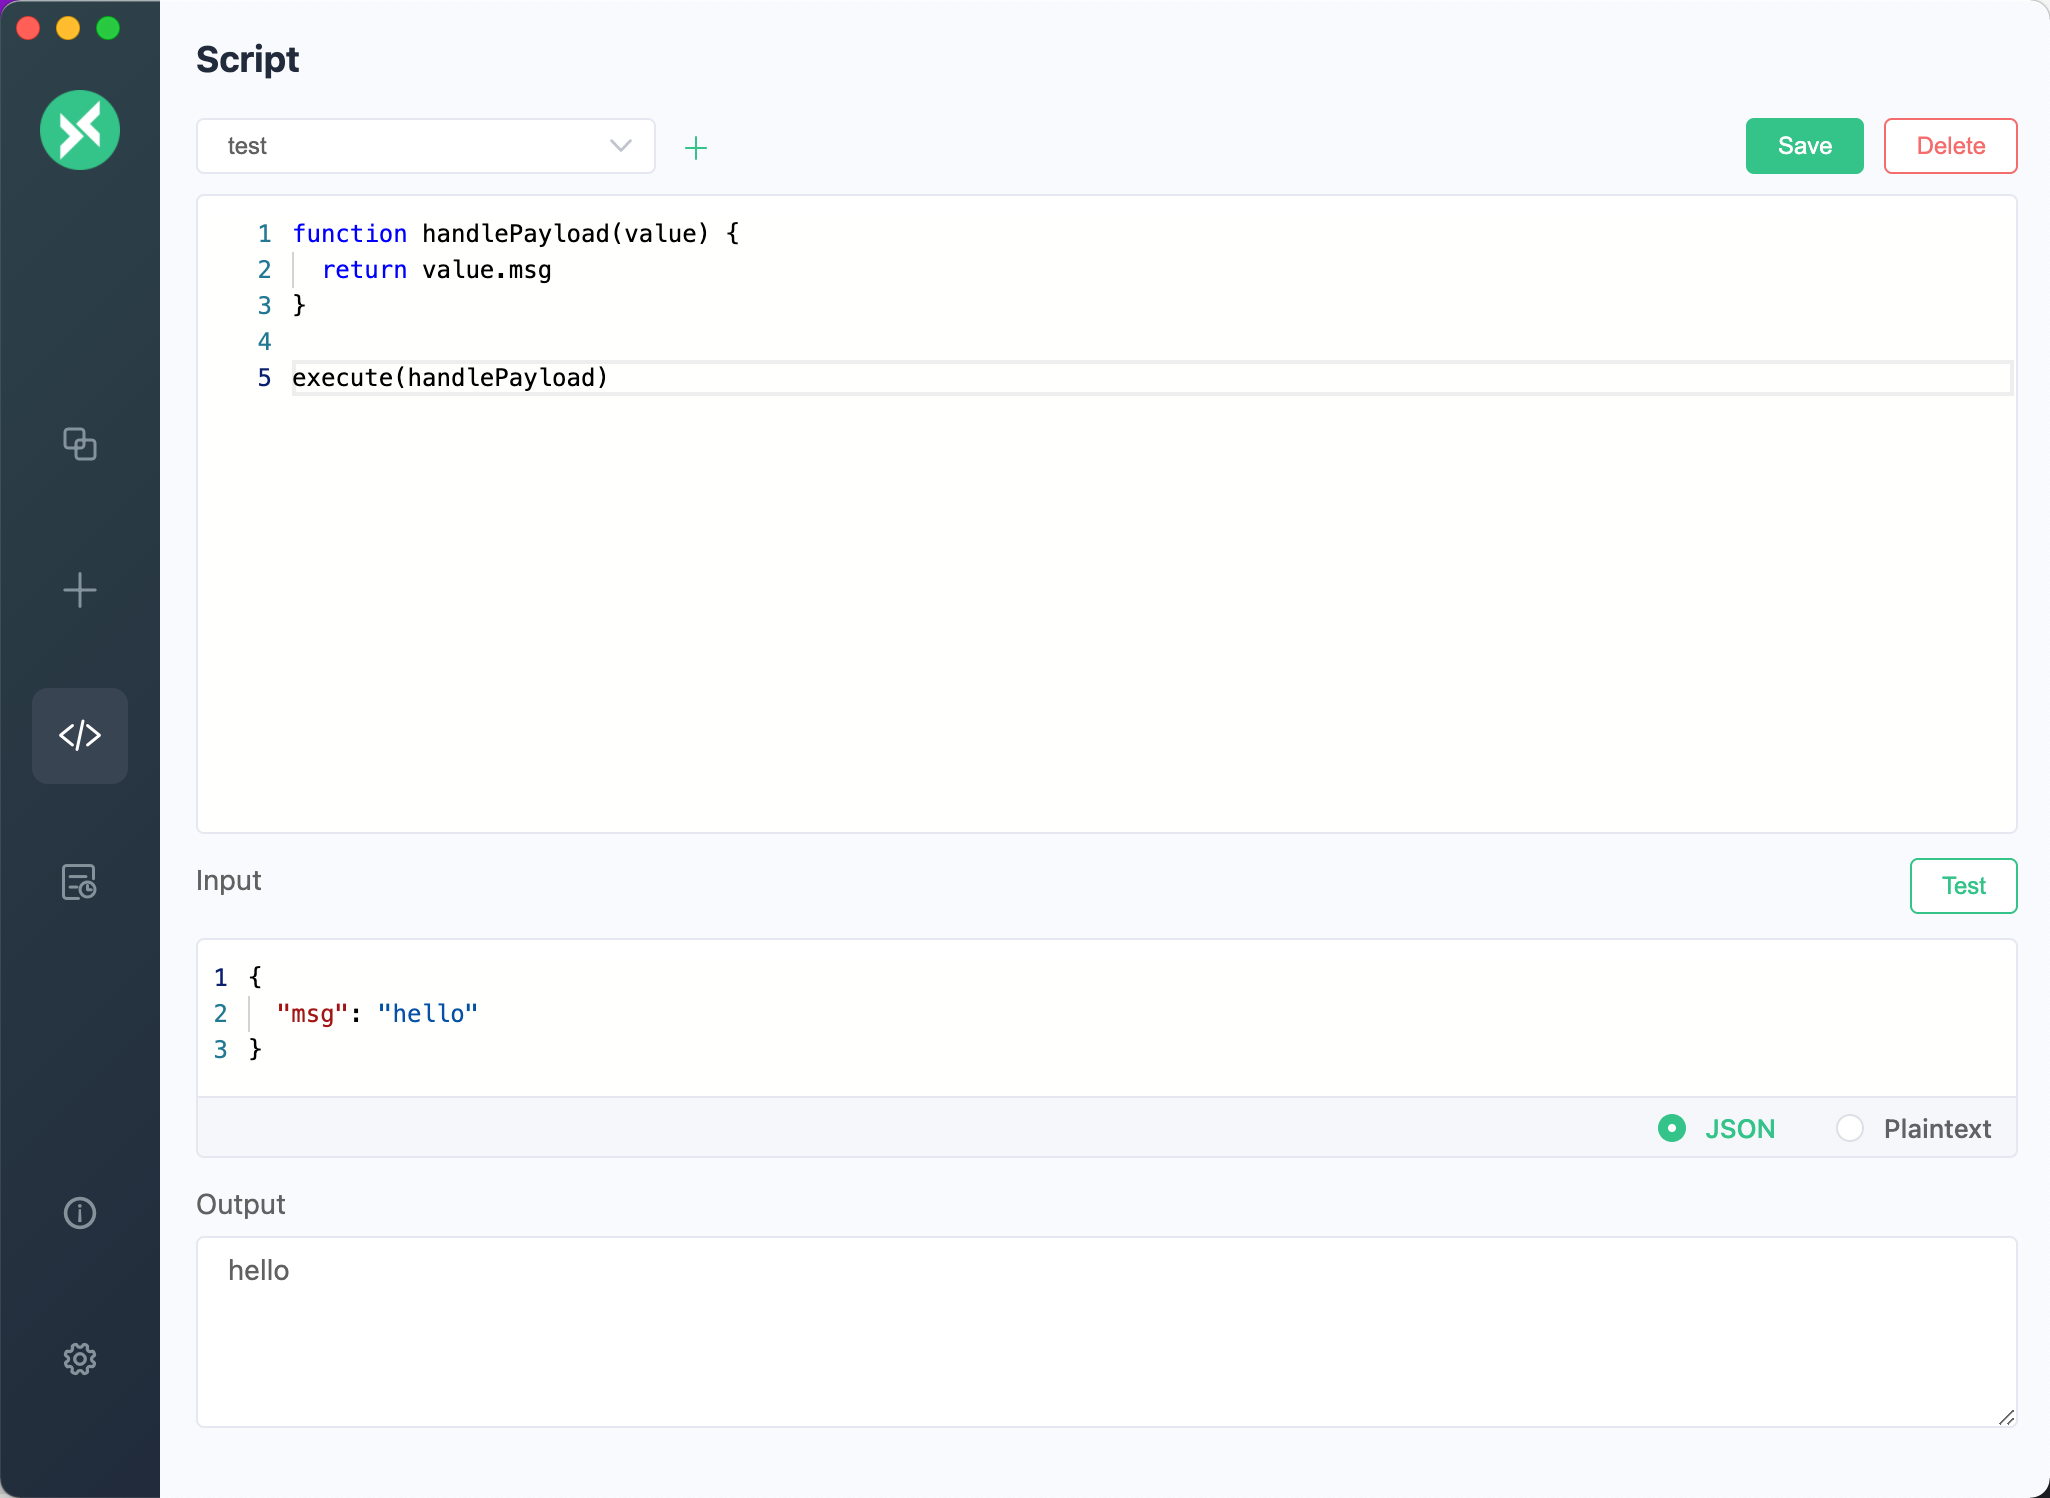 Script
test
Save
Delete
1 function handlePayload(value) {
2 return value.msg
3 }
4
5 execute(handlePayload)
Input
Test
1 {
2 "msg": "hello"
3 }
JSON
Plaintext
Output
hello